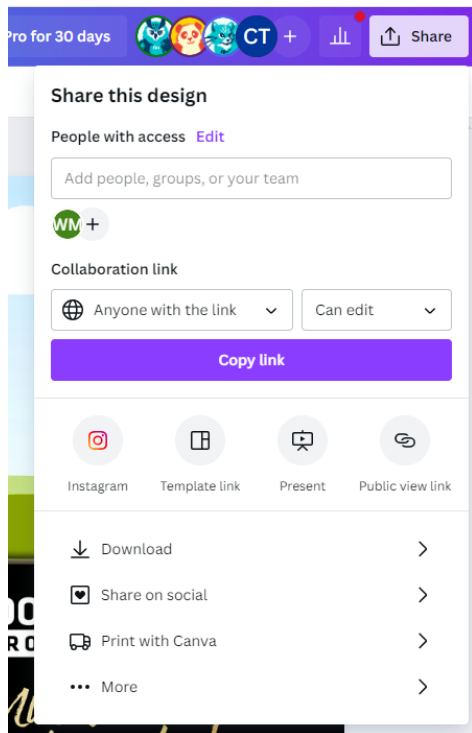 Pro for 30 days
CT
+
Share
Share this design
People with access Edit
Add people, groups, or your team
WM +
Collaboration link
Anyone with the link
Can edit
Copy link
Instagram
Template link
Present
Public view link
Download
Share on social
Print with Canva
More